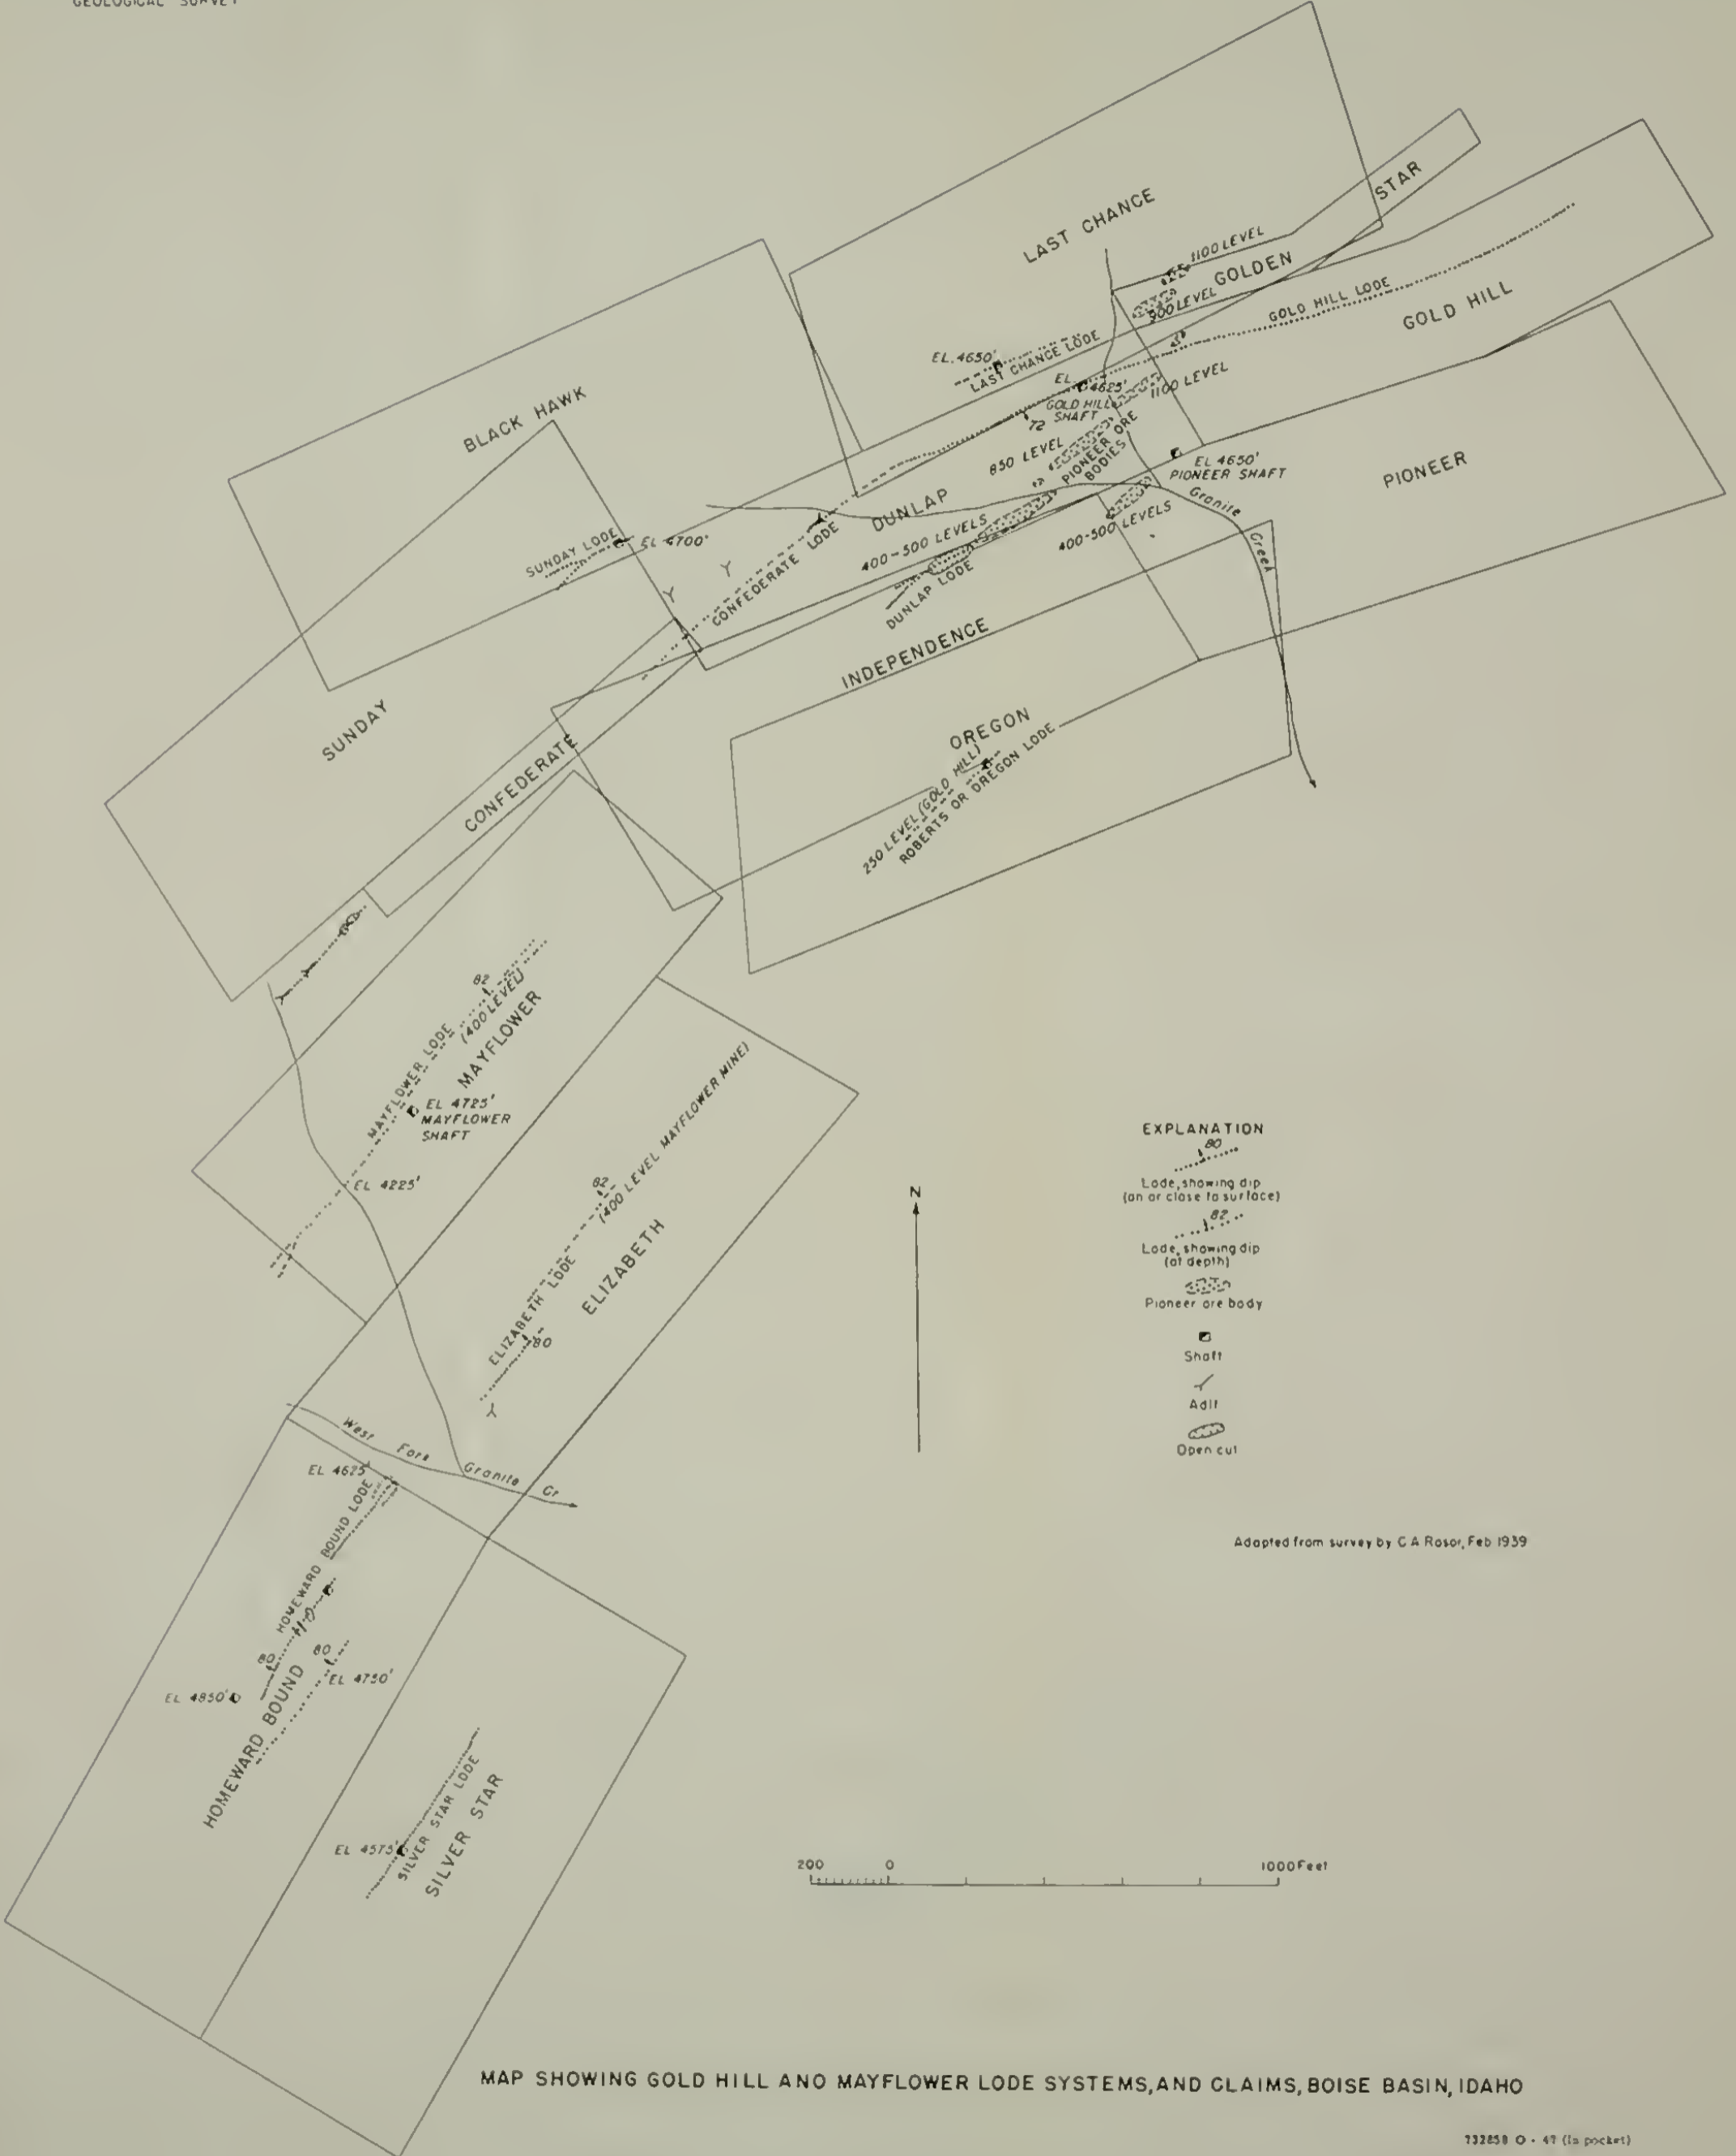 GEOLOGICAL SURVEY
LAST CHANCE
STAR
1100 LEVEL
GOLDEN
900 LEVEL
GOLD HILL LODE
GOLD HILL
EL. 4650'
LAST CHANCE LODE
EL. 4625'
GOLD HILL
SHAFT
1100 LEVEL
72
BLACK HAWK
850 LEVEL
PIONEER ORE
BODIES
EL 4650'
PIONEER SHAFT
PIONEER
DUNLAP
Granite
Creek
SUNDAY LODE
EL 4700'
CONFEDERATE LODE
400-500 LEVELS
400-500 LEVELS
DUNLAP LODE
INDEPENDENCE
SUNDAY
CONFEDERATE
OREGON
250 LEVEL (GOLD HILL)
ROBERTS OR OREGON LODE
82
(400 LEVEL)
MAYFLOWER LODE
MAYFLOWER
EL 4725'
MAYFLOWER
SHAFT
EL 4225'
82
(400 LEVEL MAYFLOWER MINE)
ELIZABETH LODE
ELIZABETH
80
West Fork Granite Cr
EL 4625'
HOMEWARD BOUND LODE
80
80
EL 4750'
EL 4850'
HOMEWARD BOUND
SILVER STAR LODE
EL 4575'
SILVER STAR
N
EXPLANATION
80
Lode, showing dip
(on or close to surface)
82
Lode, showing dip
(at depth)
Pioneer ore body
Shaft
Adit
Open cut
Adapted from survey by C A Rasor, Feb 1939
200 0 1000 Feet
MAP SHOWING GOLD HILL AND MAYFLOWER LODE SYSTEMS, AND CLAIMS, BOISE BASIN, IDAHO
732858 O - 47 (In pocket)